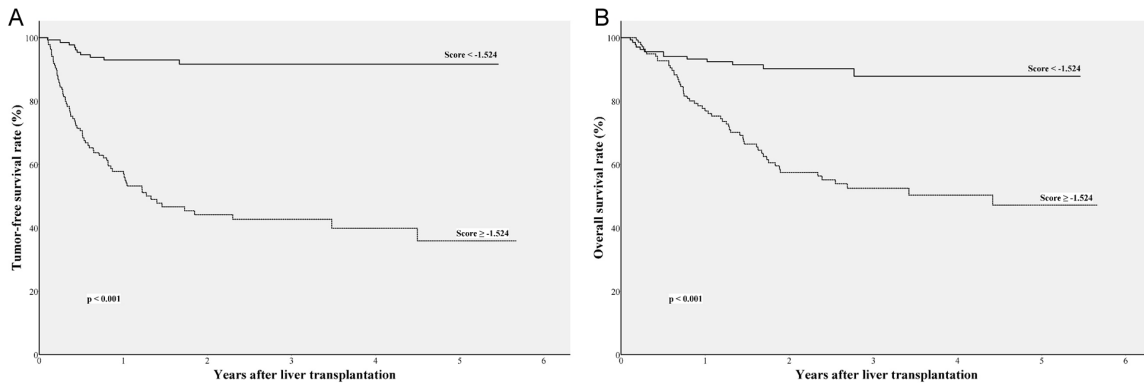 A
Tumor-free survival rate (%)
100
80
60
40
20
0
Score < -1.524
Score ≥ -1.524
p < 0.001
0 1 2 3 4 5 6
Years after liver transplantation
B
Overall survival rate (%)
100
80
60
40
20
0
Score < -1.524
Score ≥ -1.524
p < 0.001
0 1 2 3 4 5 6
Years after liver transplantation